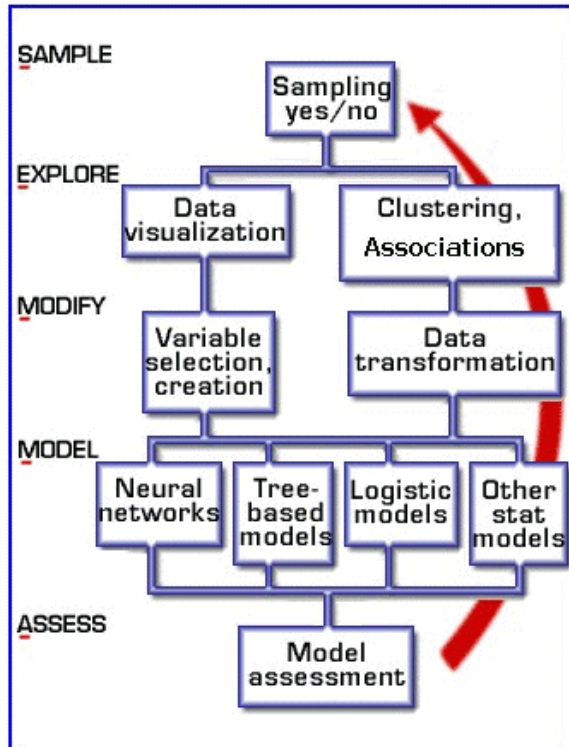 SAMPLE
Sampling
yes/no
EXPLORE
Data
visualization
Clustering,
Associations
MODIFY
Variable
selection,
creation
Data
transformation
MODEL
Neural
networks
Tree-
based
models
Logistic
models
Other
stat
models
ASSESS
Model
assessment